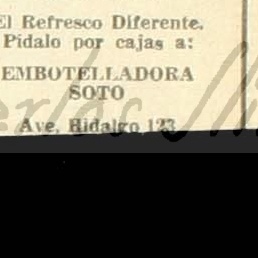 El Refresco Diferente.
Pídalo por cajas a:
EMBOTELLADORA
SOTO
Ave. Hidalgo 123